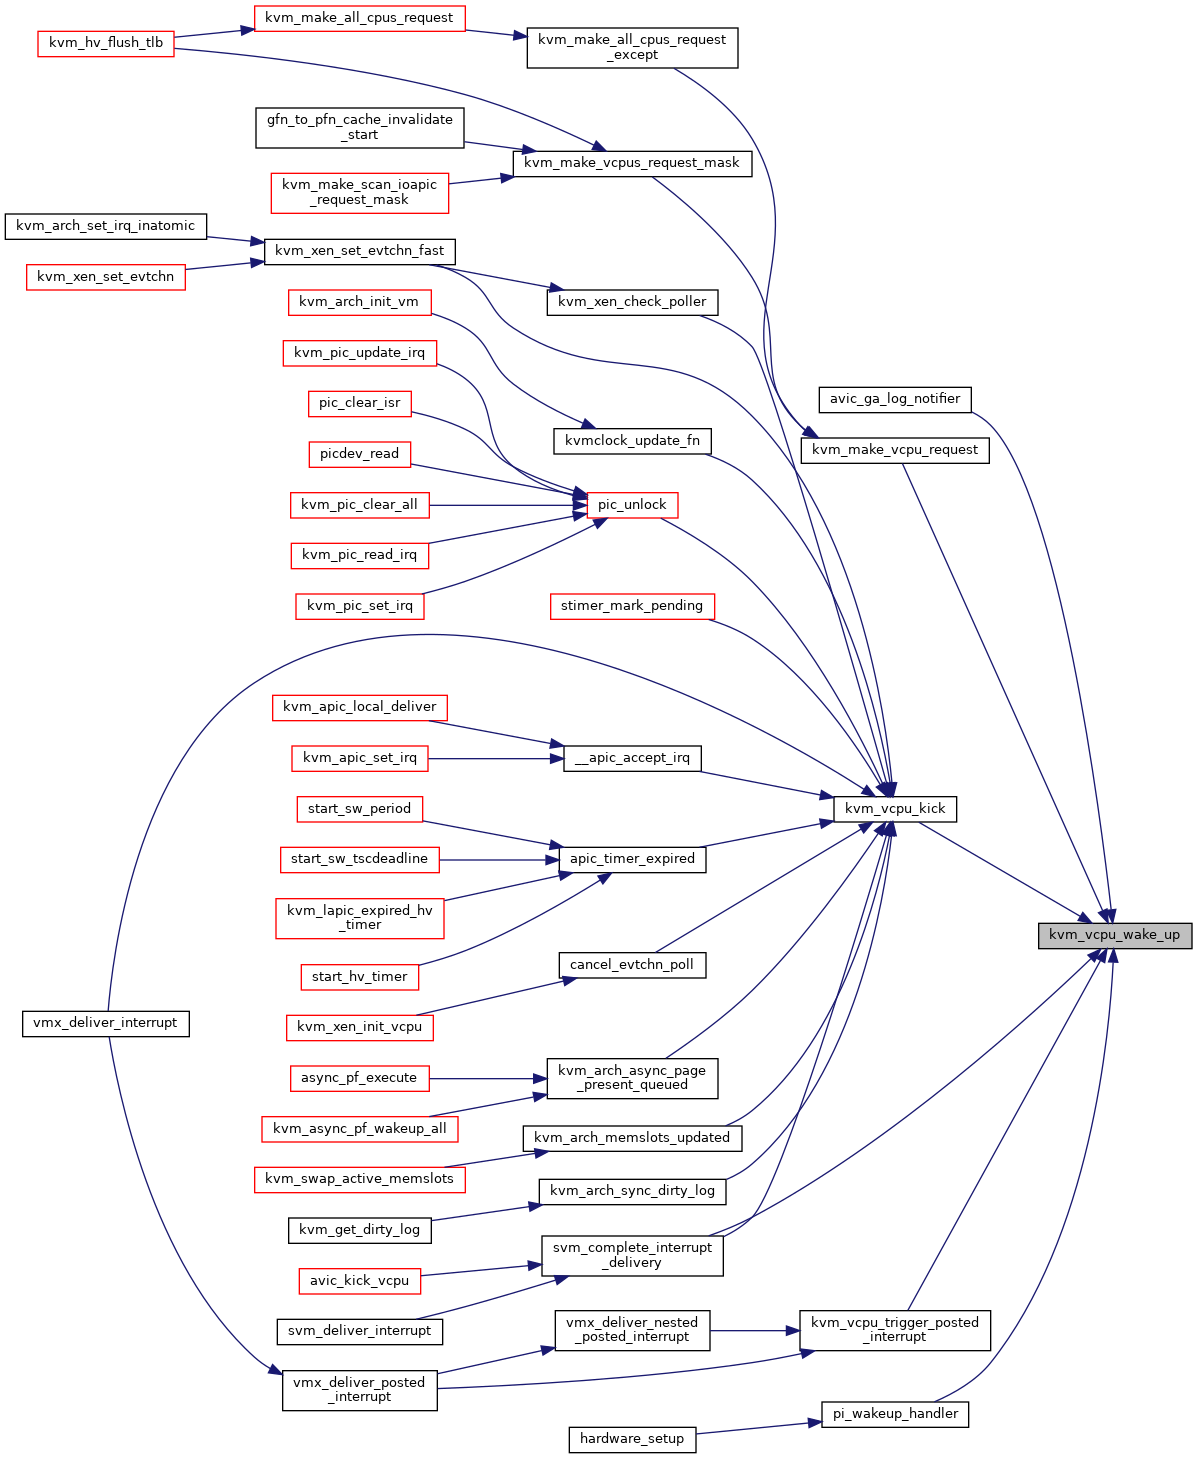 kvm_make_all_cpus_request
kvm_hv_flush_tlb
kvm_make_all_cpus_request
_except
gfn_to_pfn_cache_invalidate
_start
kvm_make_vcpus_request_mask
kvm_make_scan_ioapic
_request_mask
kvm_arch_set_irq_inatomic
kvm_xen_set_evtchn_fast
kvm_xen_set_evtchn
kvm_arch_init_vm
kvm_xen_check_poller
kvm_pic_update_irq
pic_clear_isr
avic_ga_log_notifier
kvmclock_update_fn
kvm_make_vcpu_request
picdev_read
kvm_pic_clear_all
pic_unlock
kvm_pic_read_irq
kvm_pic_set_irq
stimer_mark_pending
kvm_apic_local_deliver
kvm_apic_set_irq
__apic_accept_irq
start_sw_period
kvm_vcpu_kick
start_sw_tscdeadline
apic_timer_expired
kvm_lapic_expired_hv
_timer
kvm_vcpu_wake_up
start_hv_timer
cancel_evtchn_poll
vmx_deliver_interrupt
kvm_xen_init_vcpu
async_pf_execute
kvm_arch_async_page
_present_queued
kvm_async_pf_wakeup_all
kvm_arch_memslots_updated
kvm_swap_active_memslots
kvm_arch_sync_dirty_log
kvm_get_dirty_log
svm_complete_interrupt
_delivery
avic_kick_vcpu
svm_deliver_interrupt
vmx_deliver_nested
_posted_interrupt
kvm_vcpu_trigger_posted
_interrupt
vmx_deliver_posted
_interrupt
pi_wakeup_handler
hardware_setup